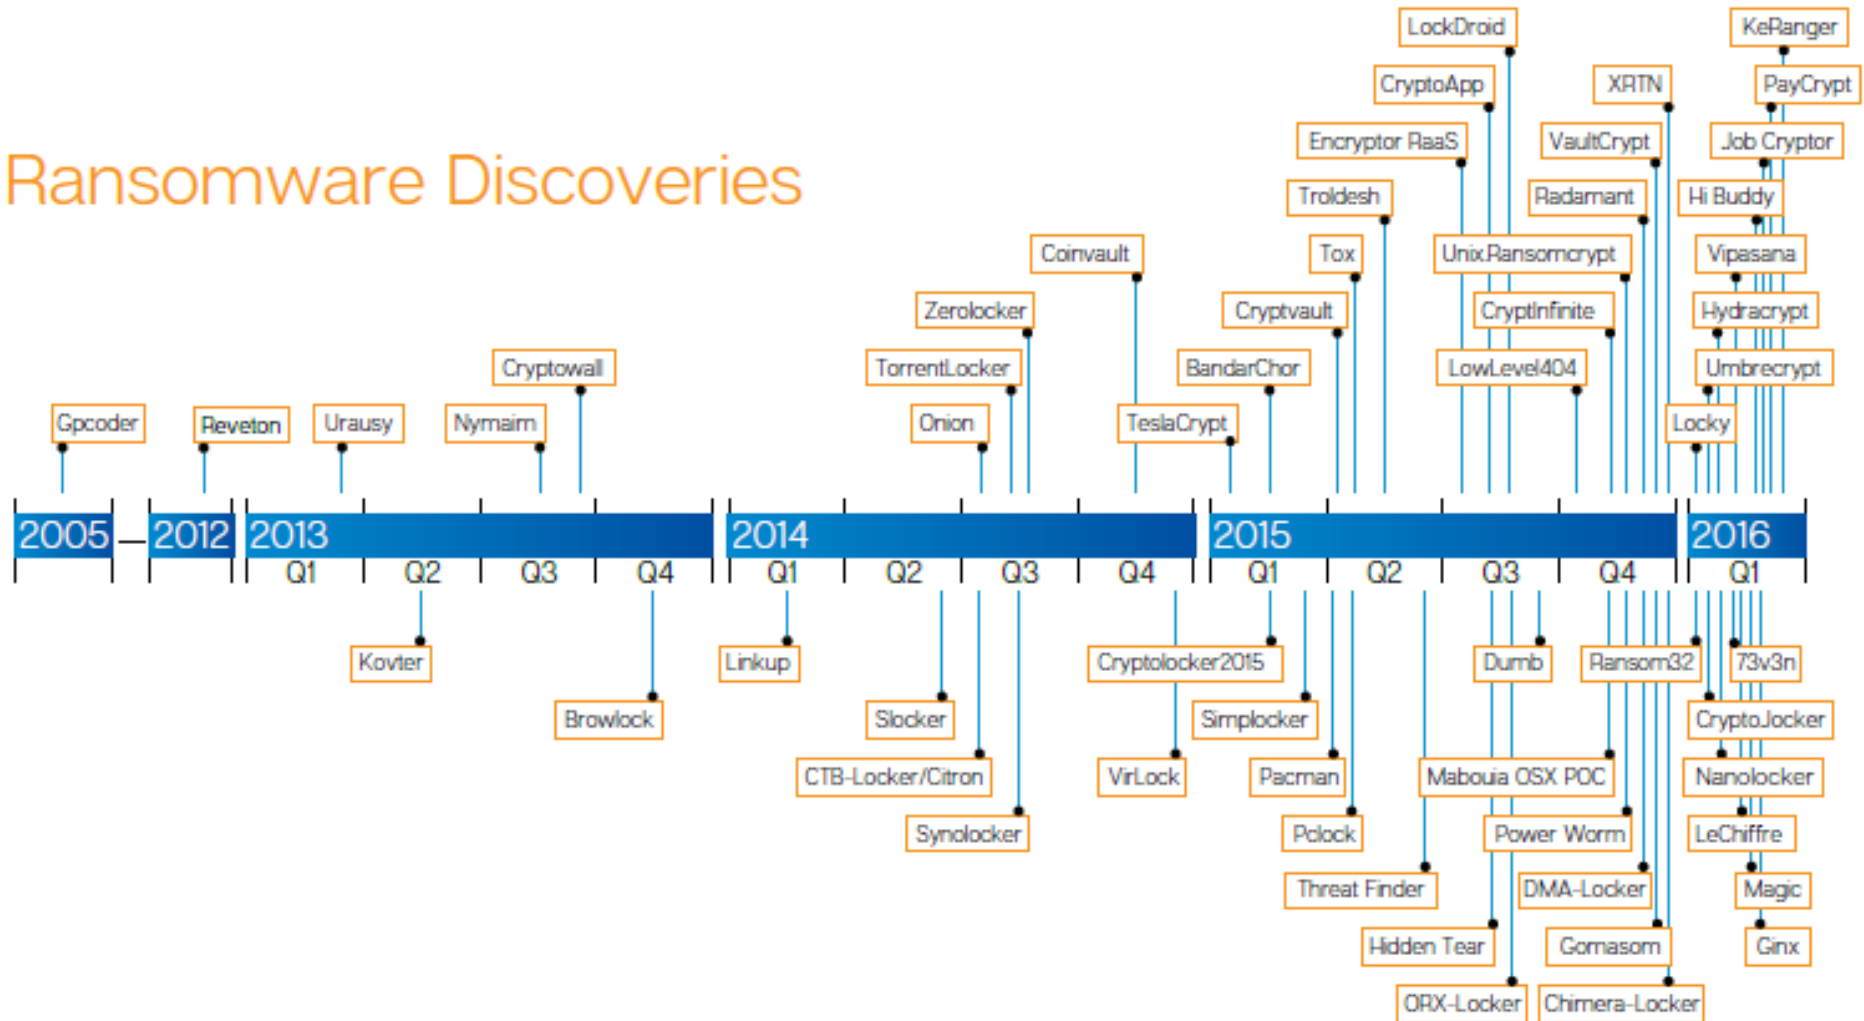 LockDroid
KeRanger
CryptoApp
XRTN
PayCrypt
Encryptor RaaS
VaultCrypt
Job Cryptor
Ransomware Discoveries
Troldesh
Radamant
Hi Buddy
Coinvault
Tox
Unix.Ransomcrypt
Vipasana
Zerolocker
Cryptvault
CryptInfinite
Hydracrypt
Cryptowall
TorrentLocker
BandarChor
LowLevel404
Umbrecrypt
Gpcoder
Reveton
Urausy
Nymaim
Onion
TeslaCrypt
Locky
2005
2012
2013
2014
2015
2016
Q1
Q2
Q3
Q4
Q1
Q2
Q3
Q4
Q1
Q2
Q3
Q4
Q1
Kovter
Linkup
Cryptolocker2015
Dumb
Ransom32
73v3n
Browlock
Slocker
Simplocker
CryptoJocker
CTB-Locker/Citron
VirLock
Pacman
Mabouia OSX POC
Nanolocker
Synolocker
Pclock
Power Worm
LeChiffre
Threat Finder
DMA-Locker
Magic
Hidden Tear
Gomasom
Ginx
ORX-Locker
Chimera-Locker